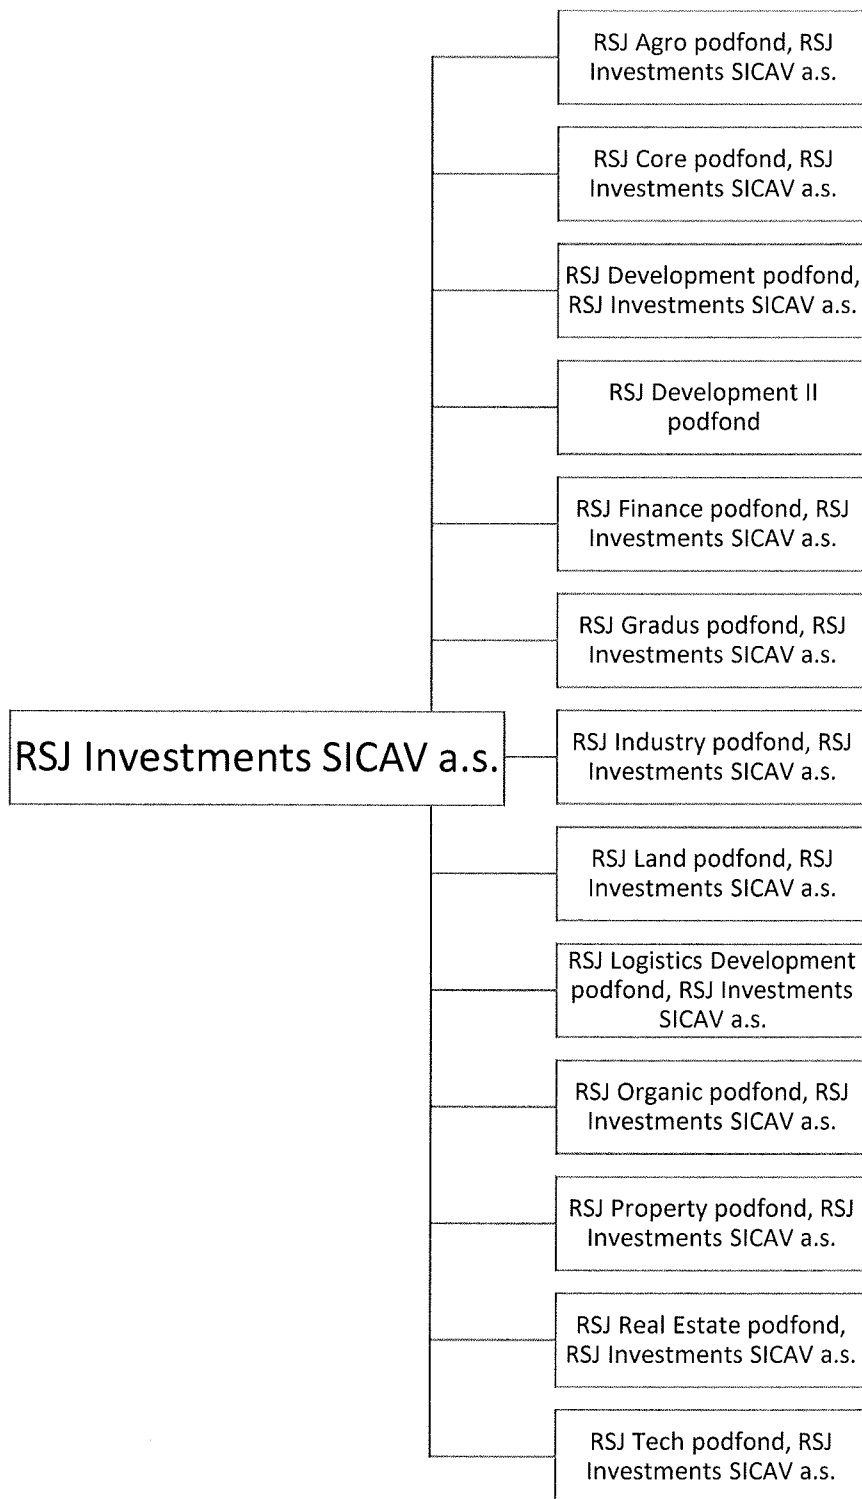 RSJ Agro podfond, RSJ
Investments SICAV a.s.
RSJ Core podfond, RSJ
Investments SICAV a.s.
RSJ Development podfond,
RSJ Investments SICAV a.s.
RSJ Development II
podfond
RSJ Finance podfond, RSJ
Investments SICAV a.s.
RSJ Gradus podfond, RSJ
Investments SICAV a.s.
RSJ Investments SICAV a.s.
RSJ Industry podfond, RSJ
Investments SICAV a.s.
RSJ Land podfond, RSJ
Investments SICAV a.s.
RSJ Logistics Development
podfond, RSJ Investments
SICAV a.s.
RSJ Organic podfond, RSJ
Investments SICAV a.s.
RSJ Property podfond, RSJ
Investments SICAV a.s.
RSJ Real Estate podfond,
RSJ Investments SICAV a.s.
RSJ Tech podfond, RSJ
Investments SICAV a.s.